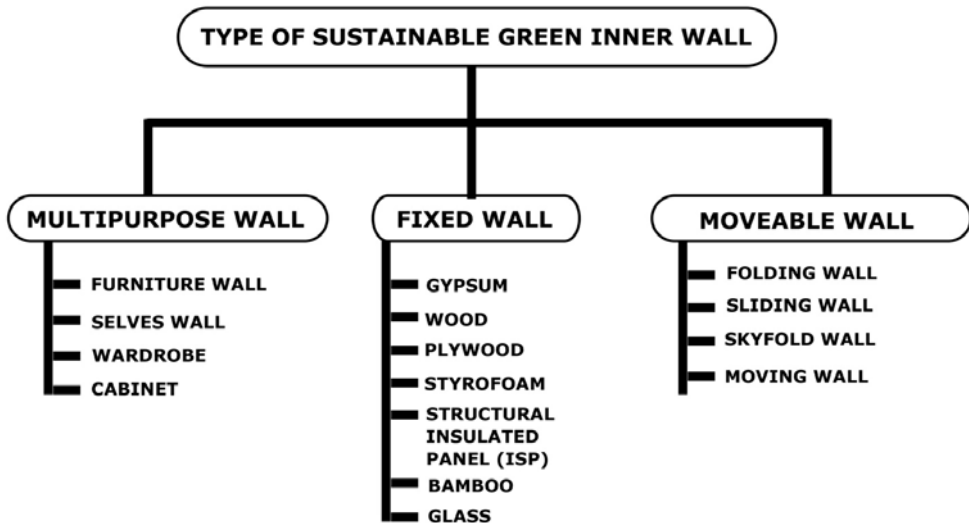 TYPE OF SUSTAINABLE GREEN INNER WALL
MULTIPURPOSE WALL
FURNITURE WALL
SELVES WALL
WARDROBE
CABINET
FIXED WALL
GYPSUM
WOOD
PLYWOOD
STYROFOAM
STRUCTURAL
INSULATED
PANEL (ISP)
BAMBOO
GLASS
MOVEABLE WALL
FOLDING WALL
SLIDING WALL
SKYFOLD WALL
MOVING WALL